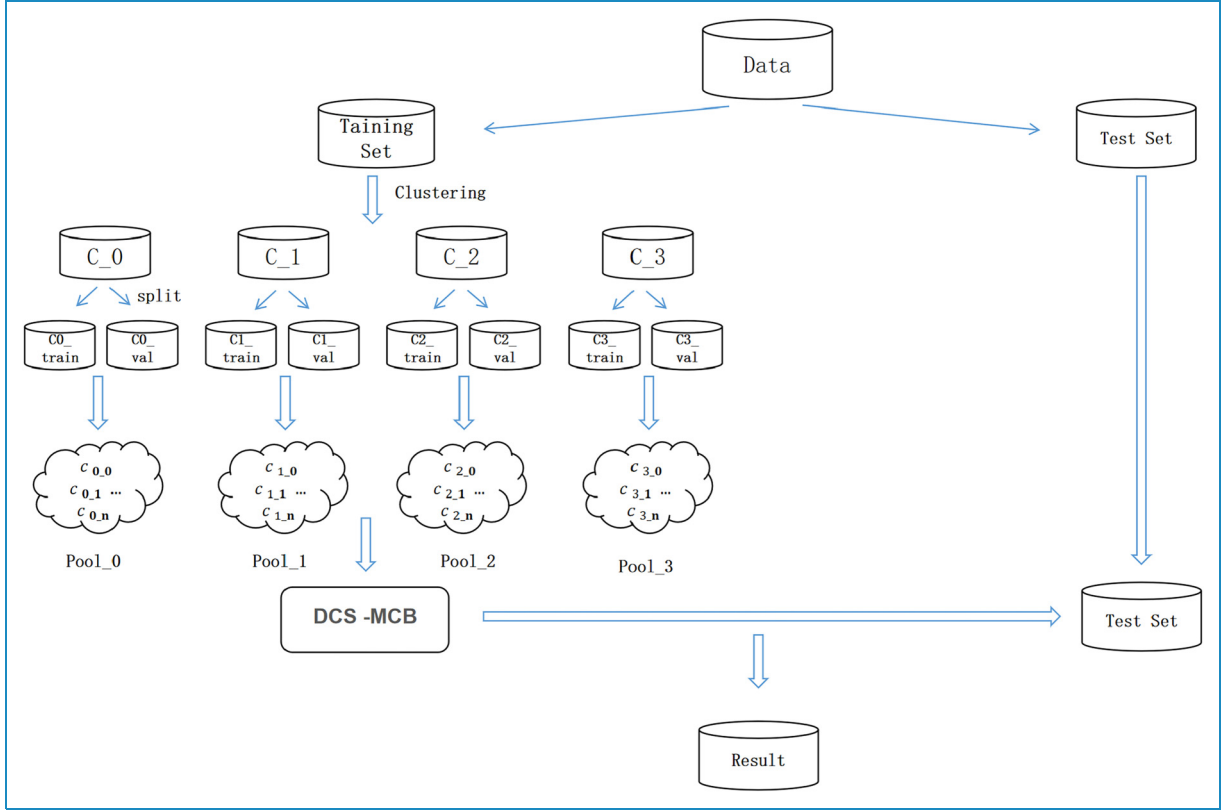 Data
Taining
Set
Test Set
Clustering
C_0
C_1
C_2
C_3
split
C0_
train
C0_
val
C1_
train
C1_
val
C2_
train
C2_
val
C3_
train
C3_
val
C 0_0
C 0_1 ...
C 0_n
C 1_0
C 1_1 ...
C 1_n
C 2_0
C 2_1 ...
C 2_n
C 3_0
C 3_1 ...
C 3_n
Pool_0
Pool_1
Pool_2
Pool_3
DCS -MCB
Test Set
Result